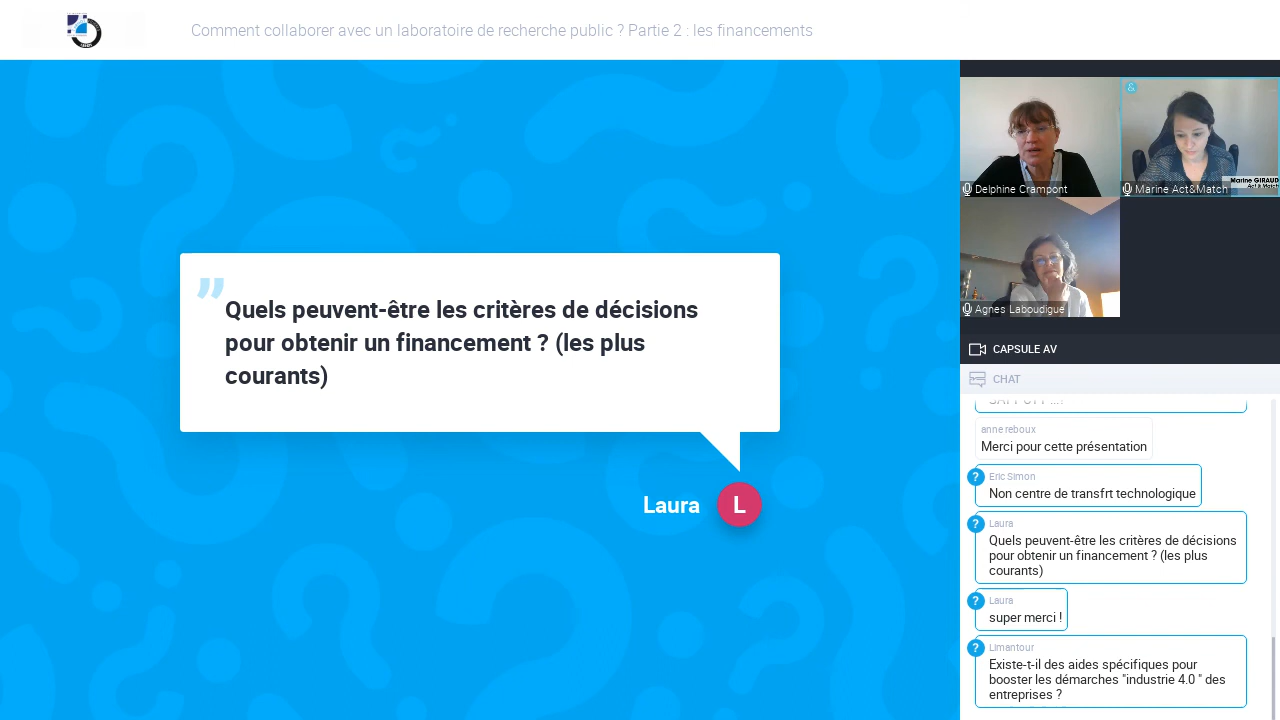 Comment collaborer avec un laboratoire de recherche public ? Partie 2 : les financements
Quels peuvent-être les critères de décisions
pour obtenir un financement ? (les plus
courants)
Laura
L
Delphine Crampont
Marine Act&Match
Marine GIRAUD
Act & Match
Agnes Laboudigue
CAPSULE AV
CHAT
anne reboux
Merci pour cette présentation
?
Eric Simon
Non centre de transfrt technologique
?
Laura
Quels peuvent-être les critères de décisions
pour obtenir un financement ? (les plus
courants)
?
Laura
super merci !
?
Limantour
Existe-t-il des aides spécifiques pour
booster les démarches "industrie 4.0 " des
entreprises ?